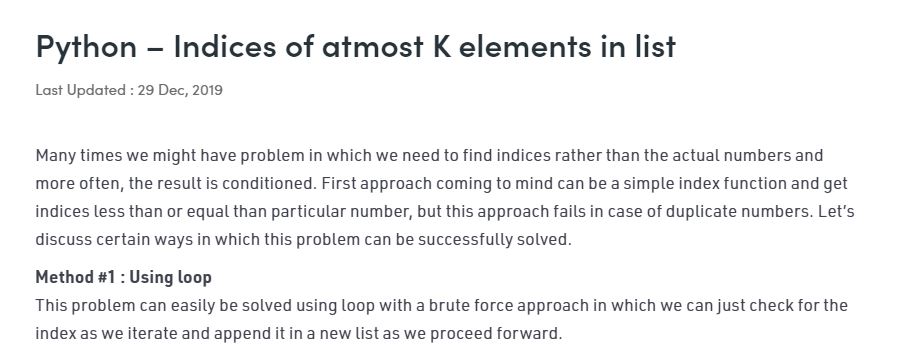 Python – Indices of atmost K elements in list
Last Updated : 29 Dec, 2019
Many times we might have problem in which we need to find indices rather than the actual numbers and
more often, the result is conditioned. First approach coming to mind can be a simple index function and get
indices less than or equal than particular number, but this approach fails in case of duplicate numbers. Let’s
discuss certain ways in which this problem can be successfully solved.
Method #1 : Using loop
This problem can easily be solved using loop with a brute force approach in which we can just check for the
index as we iterate and append it in a new list as we proceed forward.